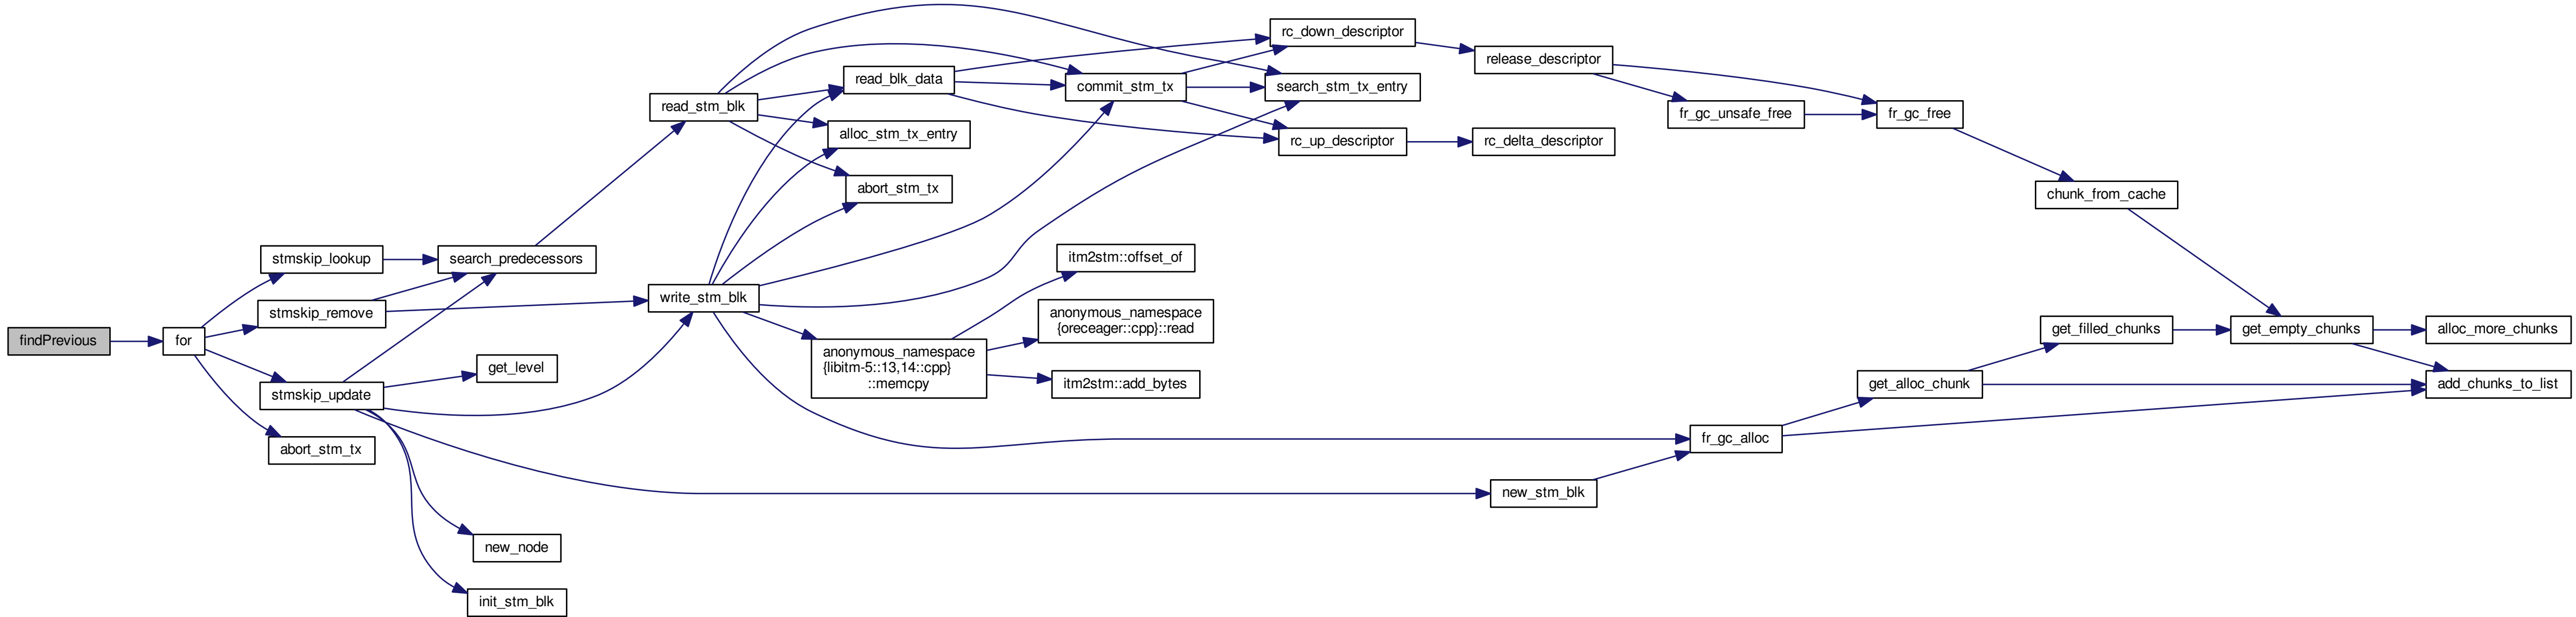 findPrevious
for
stmskip_lookup
stmskip_remove
stmskip_update
abort_stm_tx
search_predecessors
get_level
new_node
init_stm_blk
read_stm_blk
write_stm_blk
read_blk_data
alloc_stm_tx_entry
abort_stm_tx
anonymous_namespace
{libitm-5::13,14::cpp}
::memcpy
commit_stm_tx
itm2stm::offset_of
anonymous_namespace
{oreceager::cpp}::read
itm2stm::add_bytes
rc_down_descriptor
search_stm_tx_entry
rc_up_descriptor
release_descriptor
rc_delta_descriptor
new_stm_blk
fr_gc_unsafe_free
fr_gc_alloc
fr_gc_free
get_alloc_chunk
chunk_from_cache
get_filled_chunks
get_empty_chunks
alloc_more_chunks
add_chunks_to_list